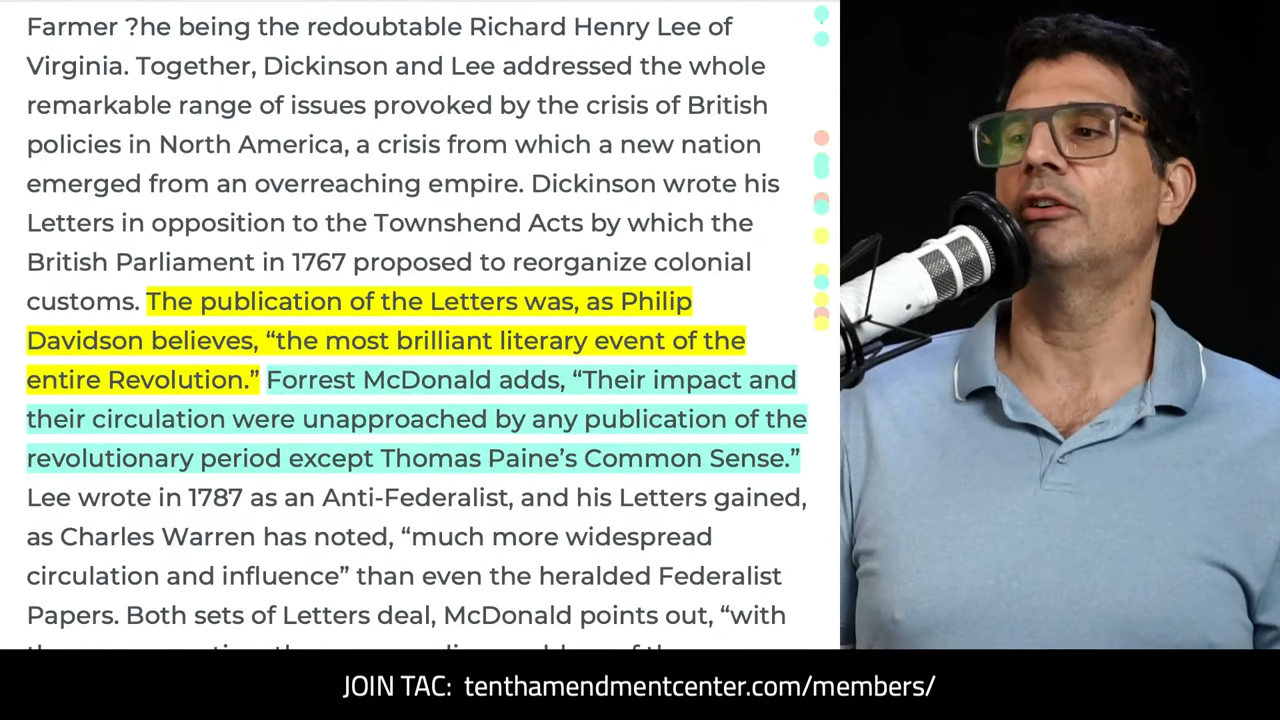 Farmer ?he being the redoubtable Richard Henry Lee of
Virginia. Together, Dickinson and Lee addressed the whole
remarkable range of issues provoked by the crisis of British
policies in North America, a crisis from which a new nation
emerged from an overreaching empire. Dickinson wrote his
Letters in opposition to the Townshend Acts by which the
British Parliament in 1767 proposed to reorganize colonial
customs. The publication of the Letters was, as Philip
Davidson believes, “the most brilliant literary event of the
entire Revolution.” Forrest McDonald adds, “Their impact and
their circulation were unapproached by any publication of the
revolutionary period except Thomas Paine’s Common Sense.”
Lee wrote in 1787 as an Anti-Federalist, and his Letters gained,
as Charles Warren has noted, “much more widespread
circulation and influence” than even the heralded Federalist
Papers. Both sets of Letters deal, McDonald points out, “with
JOIN TAC: tenthamendmentcenter.com/members/